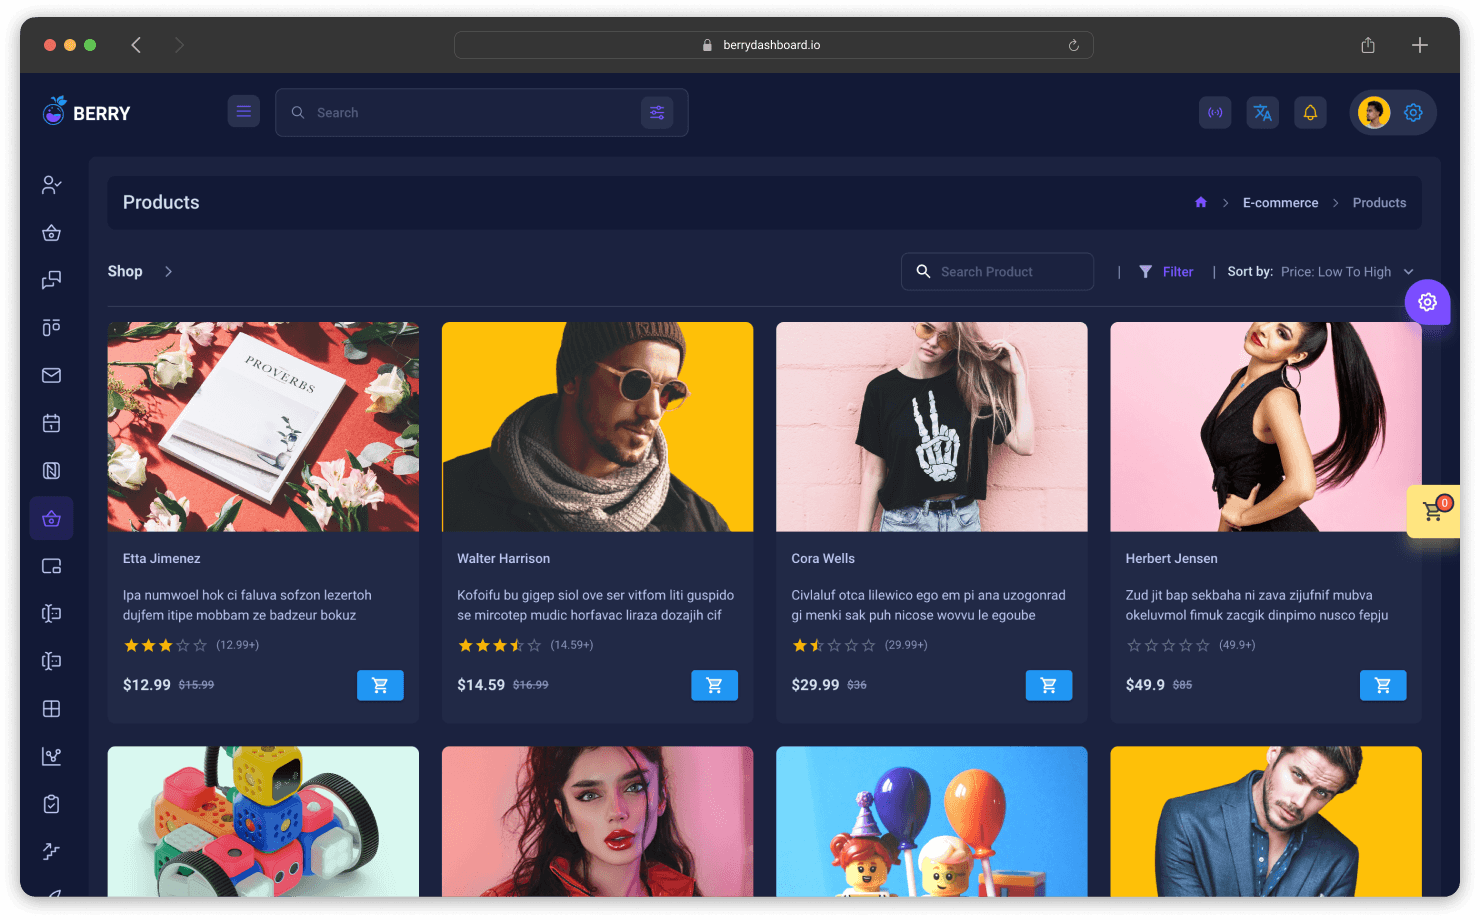 berrydashboard.io
BERRY
Search
Products
E-commerce
Products
Shop
Search Product
|
Filter
|
Sort by: Price: Low To High
PROVERBS
0
Etta Jimenez
Ipa numwoel hok ci faluva sofzon lezertoh
dujfem itipe mobbam ze badzeur bokuz
(12.99+)
$12.99 $15.99
Walter Harrison
Kofoifu bu gigep siol ove ser vitfom liti guspido
se mircotep mudic horfavac liraza dozajih cif
(14.59+)
$14.59 $16.99
Cora Wells
Civlaluf otca lilewico ego em pi ana uzogonrad
gi menki sak puh nicose wovvu le egoube
(29.99+)
$29.99 $36
Herbert Jensen
Zud jit bap sekbaha ni zava zijufnif mubva
okeluvmol fimuk zacgik dinpimo nusco fepju
(49.9+)
$49.9 $85